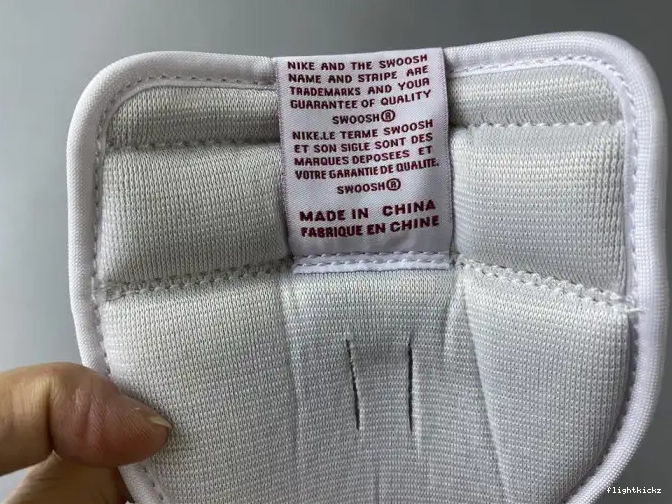 NIKE AND THE SWOOSH
NAME AND STRIPE ARE
TRADEMARKS AND YOUR
GUARANTEE OF QUALITY
SWOOSH®
NIKE.LE TERME SWOOSH
ET SON SIGLE SONT DES
MARQUES DEPOSEES ET
VOTRE GARANTIE DE QUALITE.
SWOOSH®
MADE IN CHINA
FABRIQUE EN CHINE
flightkickz